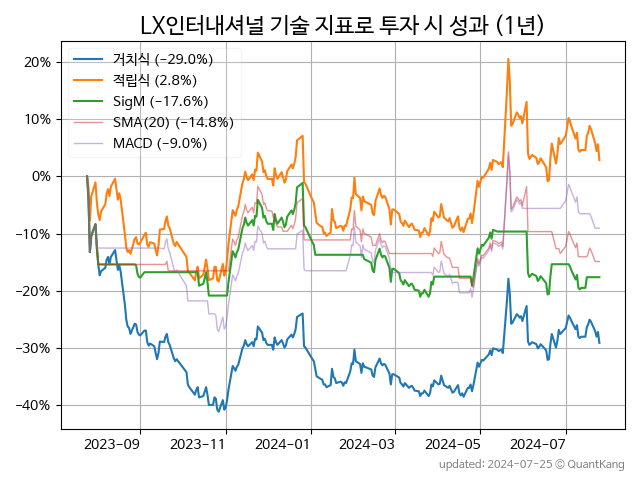 LX인터내셔널 기술 지표로 투자 시 성과 (1년)
거치식 (−29.0%)
적립식 (2.8%)
SigM (−17.6%)
SMA(20) (−14.8%)
MACD (−9.0%)
20%
10%
0%
−10%
−20%
−30%
−40%
2023−09
2023−11
2024−01
2024−03
2024−05
2024−07
updated: 2024−07−25 © QuantKang